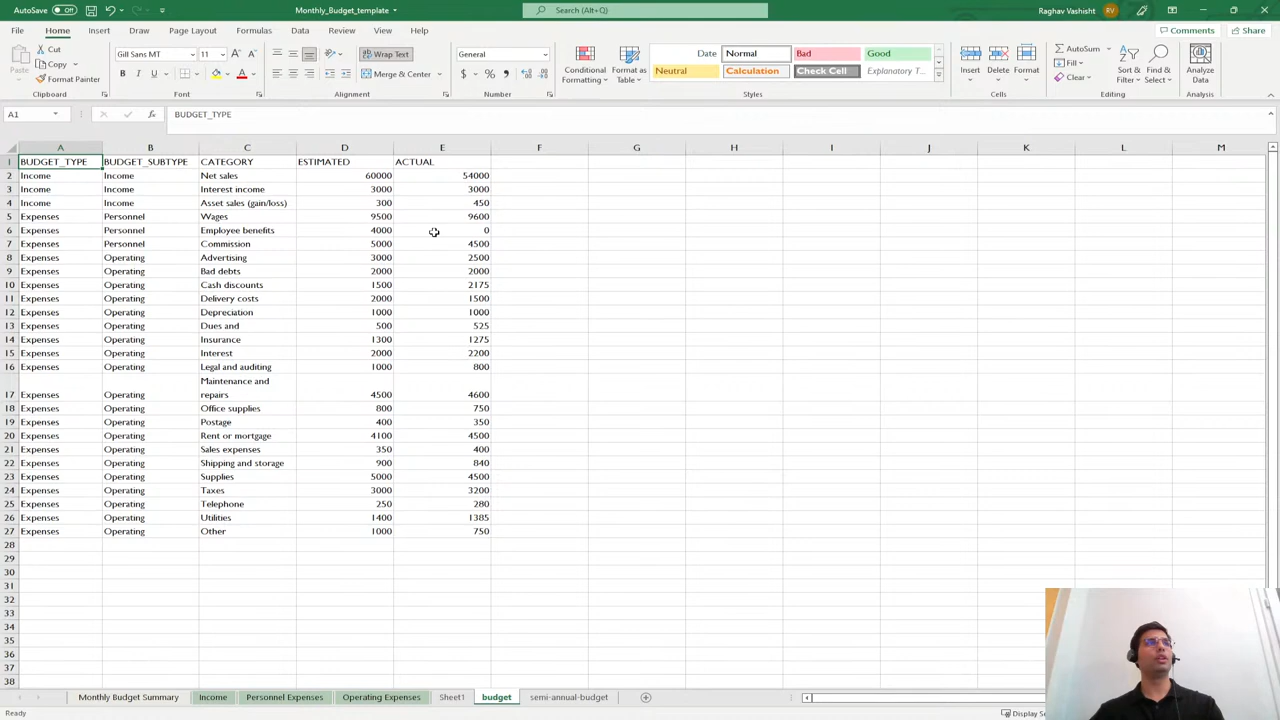 AutoSave Off
Monthly_Budget_template
Search (Alt+Q)
Raghav Vashisht RV
File Home Insert Draw Page Layout Formulas Data Review View Help
Comments Share
Paste
Cut
Copy
Format Painter
Gill Sans MT 11
B I U
Wrap Text
Merge & Center
General
$ % ,
Conditional Formatting
Format as Table
Date Normal Bad Good
Neutral Calculation Check Cell Explanatory T...
Insert Delete Format
AutoSum
Fill
Clear
Sort & Filter
Find & Select
Analyze Data
Clipboard Font Alignment Number Styles Cells Editing Analysis
A1 fx BUDGET_TYPE
A B C D E F G H I J K L M
1 BUDGET_TYPE BUDGET_SUBTYPE CATEGORY ESTIMATED ACTUAL
2 Income Income Net sales 60000 54000
3 Income Income Interest income 3000 3000
4 Income Income Asset sales (gain/loss) 300 450
5 Expenses Personnel Wages 9500 9600
6 Expenses Personnel Employee benefits 4000 0
7 Expenses Personnel Commission 5000 4500
8 Expenses Operating Advertising 3000 2500
9 Expenses Operating Bad debts 2000 2000
10 Expenses Operating Cash discounts 1500 2175
11 Expenses Operating Delivery costs 2000 1500
12 Expenses Operating Depreciation 1000 1000
13 Expenses Operating Dues and 500 525
14 Expenses Operating Insurance 1300 1275
15 Expenses Operating Interest 2000 2200
16 Expenses Operating Legal and auditing 1000 800
Maintenance and
17 Expenses Operating repairs 4500 4600
18 Expenses Operating Office supplies 800 750
19 Expenses Operating Postage 400 350
20 Expenses Operating Rent or mortgage 4100 4500
21 Expenses Operating Sales expenses 350 400
22 Expenses Operating Shipping and storage 900 840
23 Expenses Operating Supplies 5000 4500
24 Expenses Operating Taxes 3000 3200
25 Expenses Operating Telephone 250 280
26 Expenses Operating Utilities 1400 1385
27 Expenses Operating Other 1000 750
28
29
30
31
32
33
34
35
36
37
38
Monthly Budget Summary Income Personnel Expenses Operating Expenses Sheet1 budget semi-annual-budget
Ready
Display Se